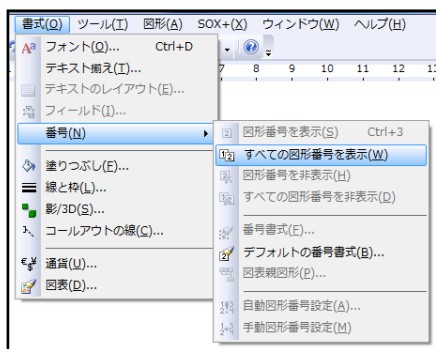 書式(O) ツール(T) 図形(A) SOX+(X) ウィンドウ(W) ヘルプ(H)
フォント(O)... Ctrl+D
テキスト揃え(T)...
7 8 9 10 11 12 13
テキストのレイアウト(E)...
フィールド(I)...
番号(N)
図形番号を表示(S) Ctrl+3
すべての図形番号を表示(W)
塗りつぶし(F)...
図形番号を非表示(H)
線と枠(L)...
すべての図形番号を非表示(D)
影/3D(S)...
コールアウトの線(C)...
番号書式(F)...
デフォルトの番号書式(B)...
通貨(U)...
図表親図形(P)...
図表(D)...
自動図形番号設定(A)...
手動図形番号設定(M)